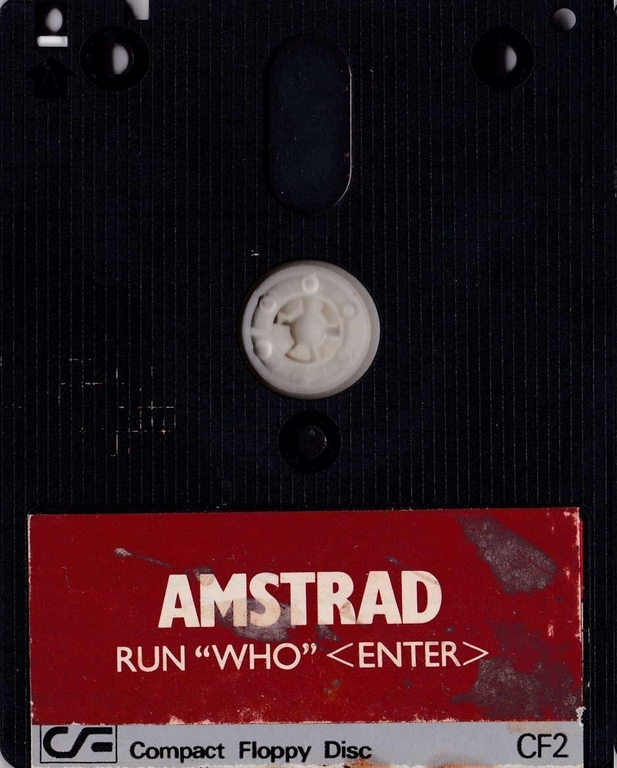 A
AMSTRAD
RUN “WHO” <ENTER>
CF Compact Floppy Disc CF2